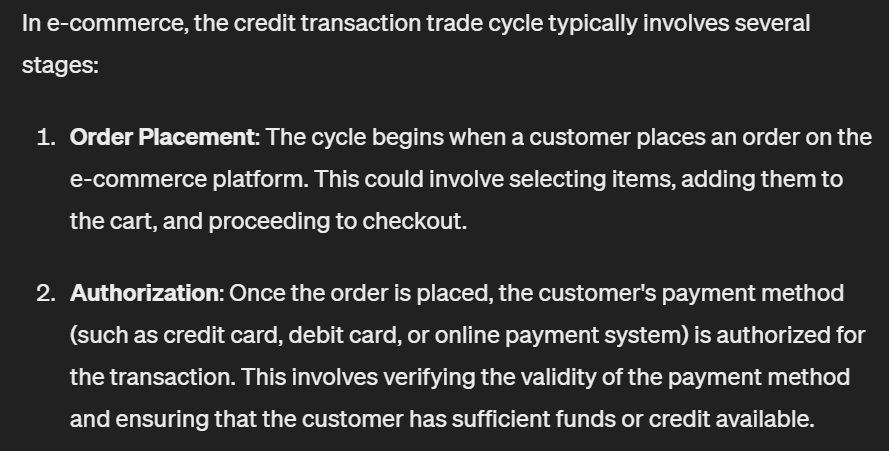 In e-commerce, the credit transaction trade cycle typically involves several
stages:
1. Order Placement: The cycle begins when a customer places an order on the
e-commerce platform. This could involve selecting items, adding them to
the cart, and proceeding to checkout.
2. Authorization: Once the order is placed, the customer's payment method
(such as credit card, debit card, or online payment system) is authorized for
the transaction. This involves verifying the validity of the payment method
and ensuring that the customer has sufficient funds or credit available.